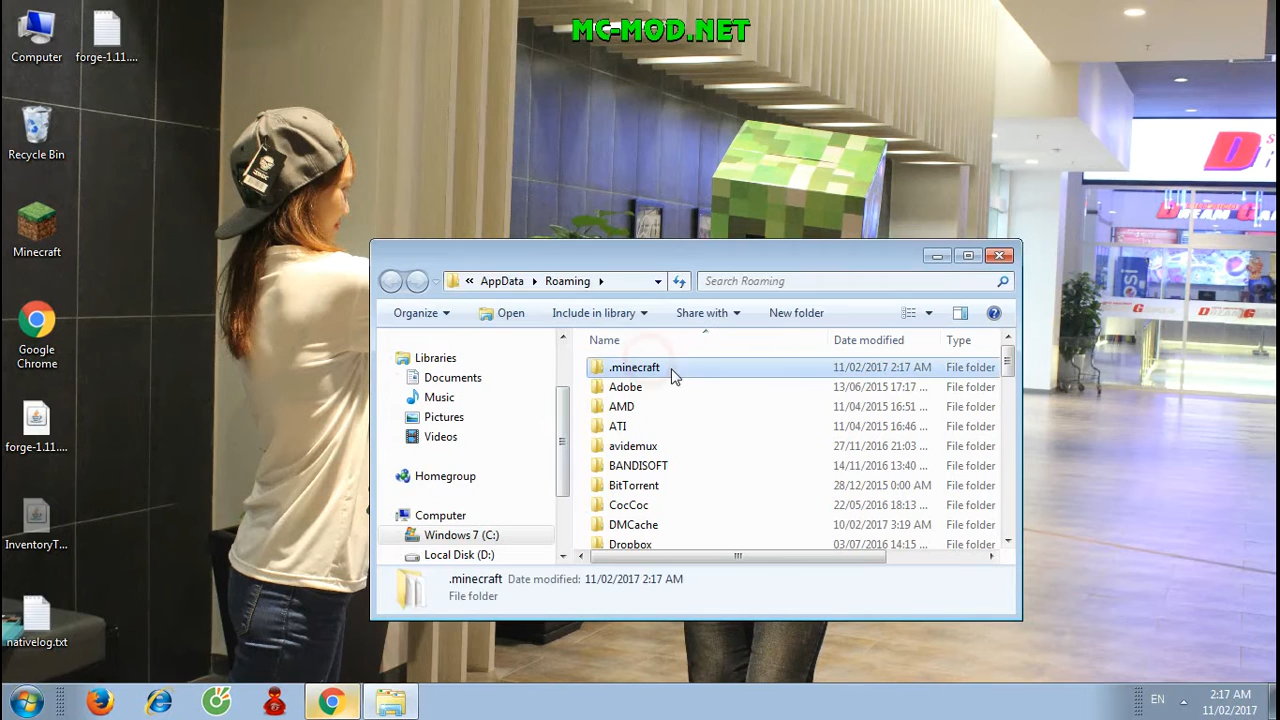 MC-MOD.NET
Computer
forge-1.11....
Recycle Bin
Minecraft
Google
Chrome
forge-1.11....
InventoryT...
nativelog.txt
« AppData Roaming
Search Roaming
Organize
Open
Include in library
Share with
New folder
Libraries
Documents
Music
Pictures
Videos
Homegroup
Computer
Windows 7 (C:)
Local Disk (D:)
Name Date modified Type
.minecraft 11/02/2017 2:17 AM File folder
Adobe 13/06/2015 17:17 ... File folder
AMD 11/04/2015 16:51 ... File folder
ATI 11/04/2015 16:46 ... File folder
avidemux 27/11/2016 21:03 ... File folder
BANDISOFT 14/11/2016 13:40 ... File folder
BitTorrent 28/12/2015 0:00 AM File folder
CocCoc 22/05/2016 18:13 ... File folder
DMCache 10/02/2017 3:19 AM File folder
Dropbox 03/07/2016 14:15 ... File folder
.minecraft Date modified: 11/02/2017 2:17 AM
File folder
EN
2:17 AM
11/02/2017